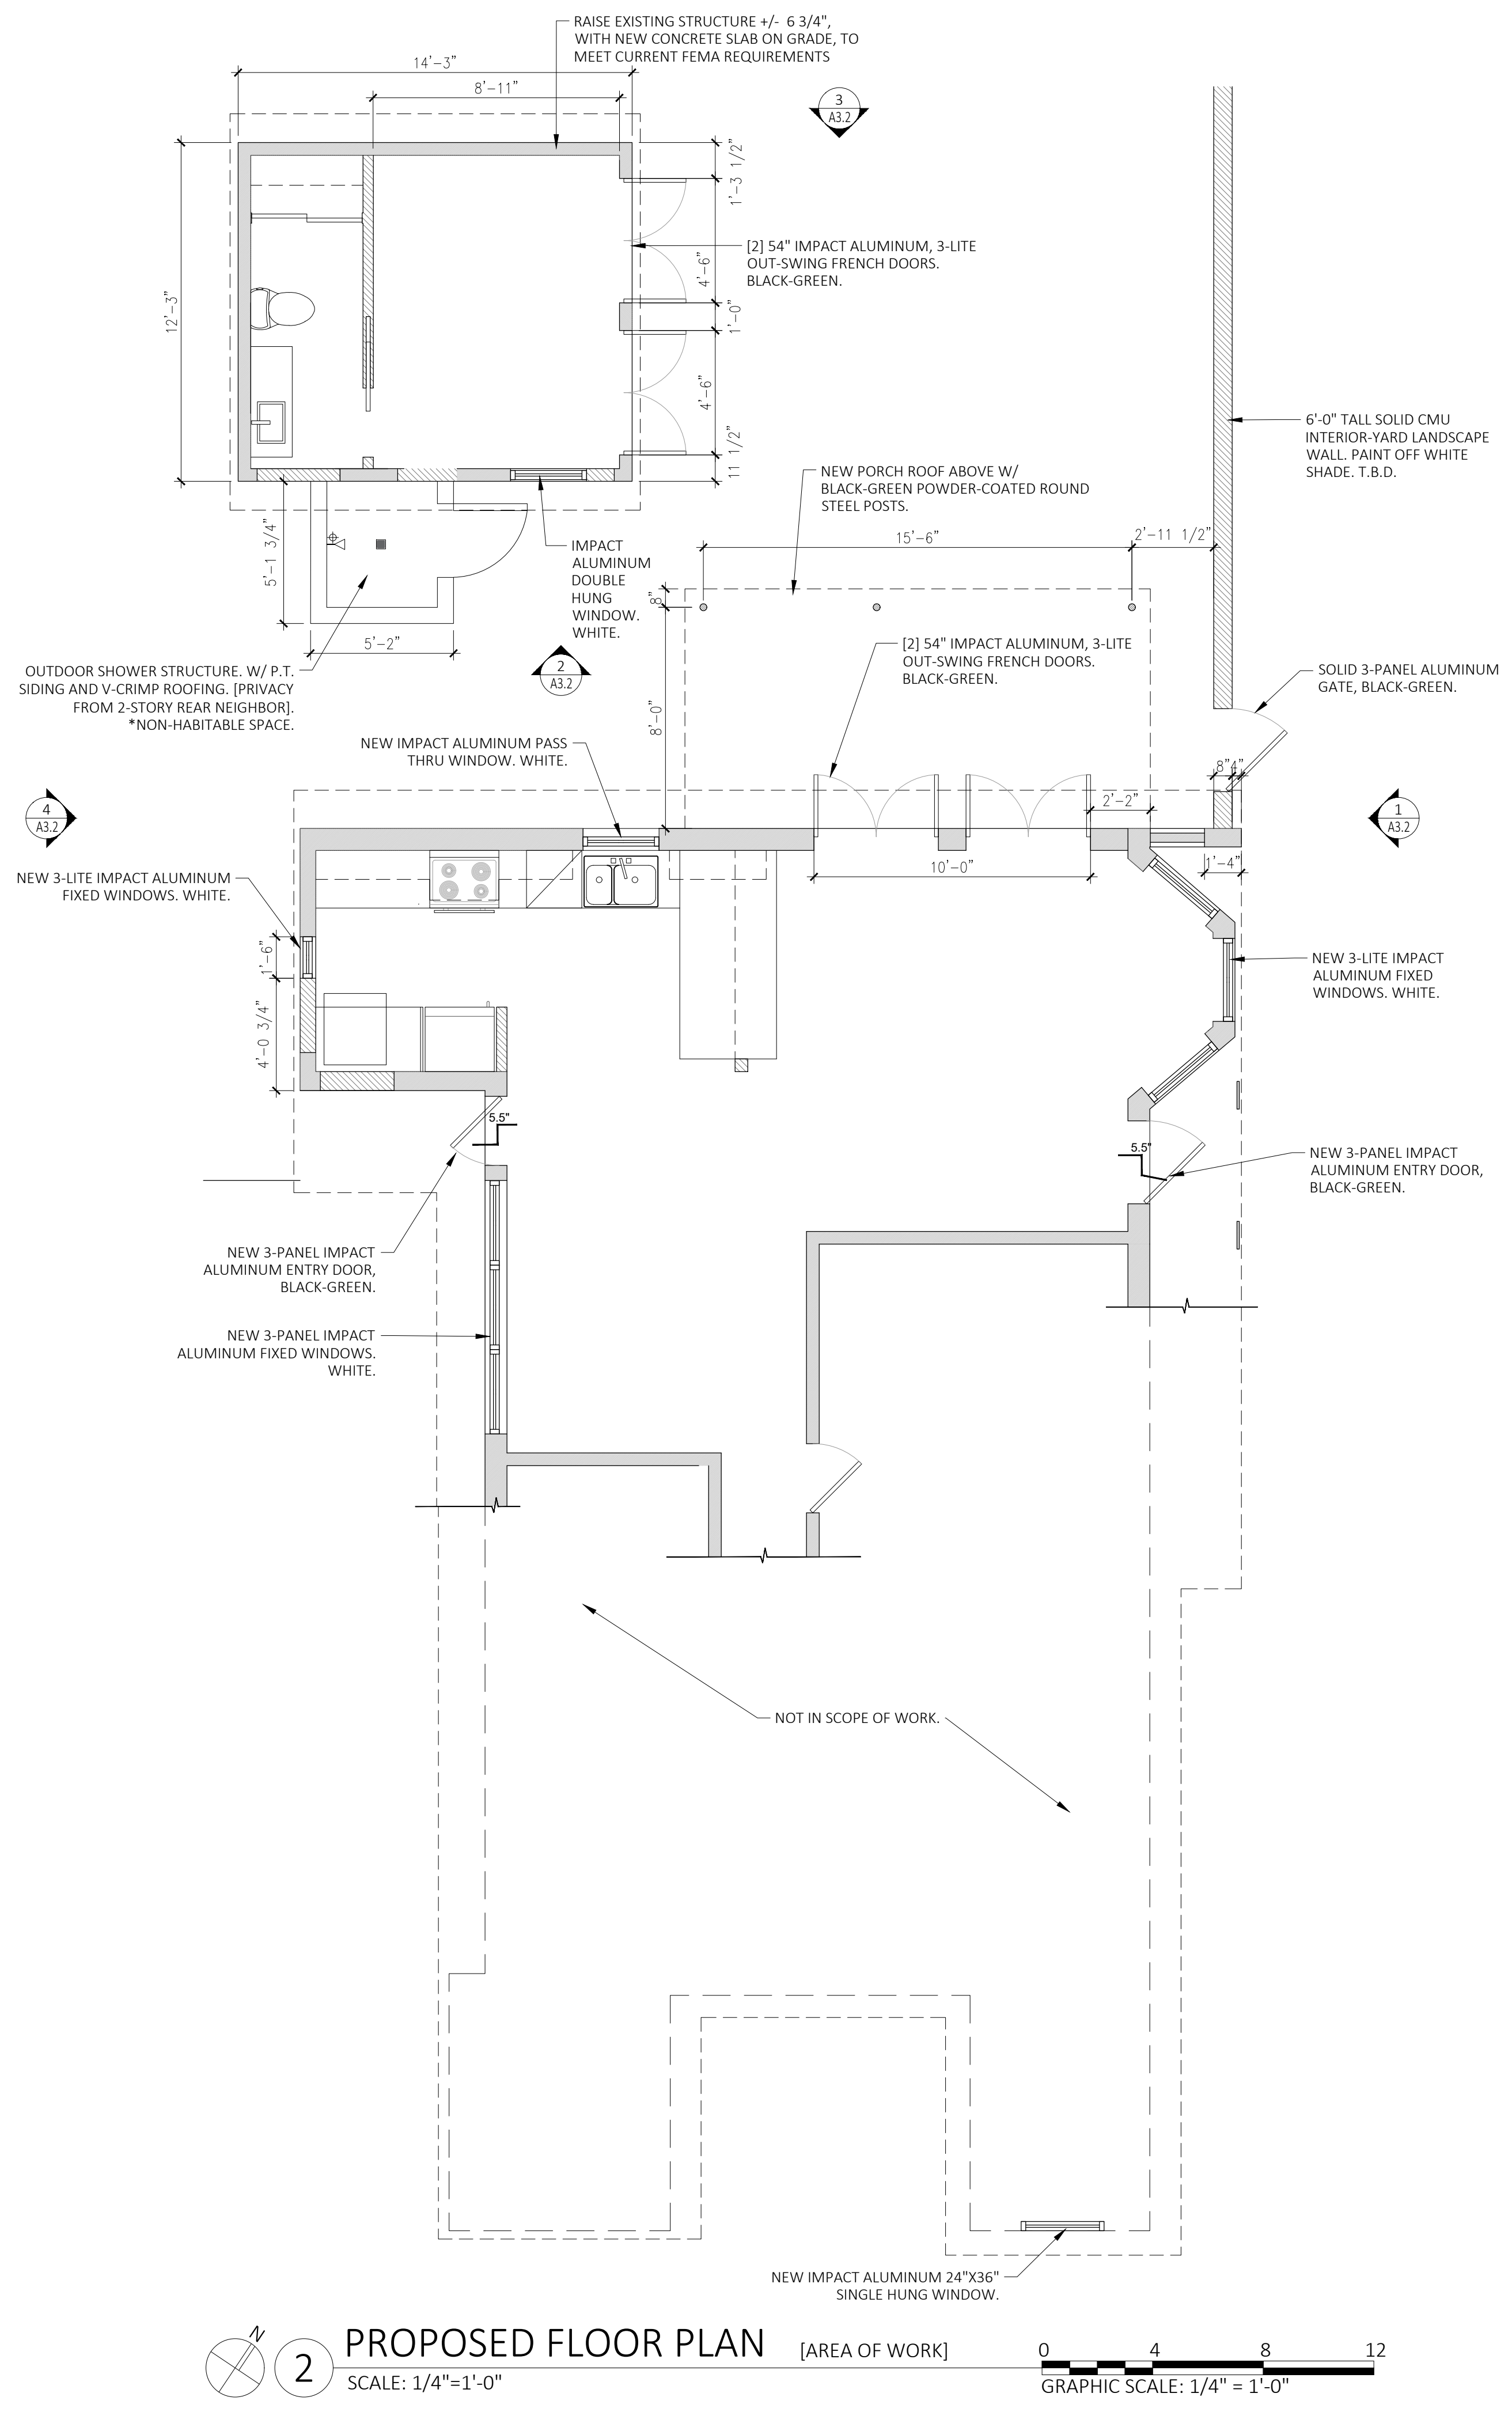 RAISE EXISTING STRUCTURE +/-  6 3/4",
WITH NEW CONCRETE SLAB ON GRADE, TO
MEET CURRENT FEMA REQUIREMENTS
14'-3"
8'-11"
3
A3.2
1'-3 1/2"
12'-3"
[2] 54" IMPACT ALUMINUM, 3-LITE
OUT-SWING FRENCH DOORS.
BLACK-GREEN.
4'-6"
1'-0"
4'-6"
11 1/2"
6'-0" TALL SOLID CMU
INTERIOR-YARD LANDSCAPE
WALL. PAINT OFF WHITE
SHADE. T.B.D.
NEW PORCH ROOF ABOVE W/
BLACK-GREEN POWDER-COATED ROUND
STEEL POSTS.
15'-6"
2'-11 1/2"
5'-1 3/4"
IMPACT
ALUMINUM
DOUBLE
HUNG
WINDOW.
WHITE.
8"
5'-2"
2
A3.2
[2] 54" IMPACT ALUMINUM, 3-LITE
OUT-SWING FRENCH DOORS.
BLACK-GREEN.
OUTDOOR SHOWER STRUCTURE. W/ P.T.
SIDING AND V-CRIMP ROOFING. [PRIVACY
FROM 2-STORY REAR NEIGHBOR].
*NON-HABITABLE SPACE.
SOLID 3-PANEL ALUMINUM
GATE, BLACK-GREEN.
8'-0"
NEW IMPACT ALUMINUM PASS
THRU WINDOW. WHITE.
8"
4"
4
A3.2
2'-2"
1
A3.2
10'-0"
1'-4"
NEW 3-LITE IMPACT ALUMINUM
FIXED WINDOWS. WHITE.
1'-6"
4'-0 3/4"
NEW 3-LITE IMPACT
ALUMINUM FIXED
WINDOWS. WHITE.
5.5"
5.5"
NEW 3-PANEL IMPACT
ALUMINUM ENTRY DOOR,
BLACK-GREEN.
NEW 3-PANEL IMPACT
ALUMINUM ENTRY DOOR,
BLACK-GREEN.
NEW 3-PANEL IMPACT
ALUMINUM FIXED WINDOWS.
WHITE.
NOT IN SCOPE OF WORK.
NEW IMPACT ALUMINUM 24"X36"
SINGLE HUNG WINDOW.
N
2
PROPOSED FLOOR PLAN
[AREA OF WORK]
SCALE: 1/4"=1'-0"
0
4
8
12
GRAPHIC SCALE: 1/4" = 1'-0"